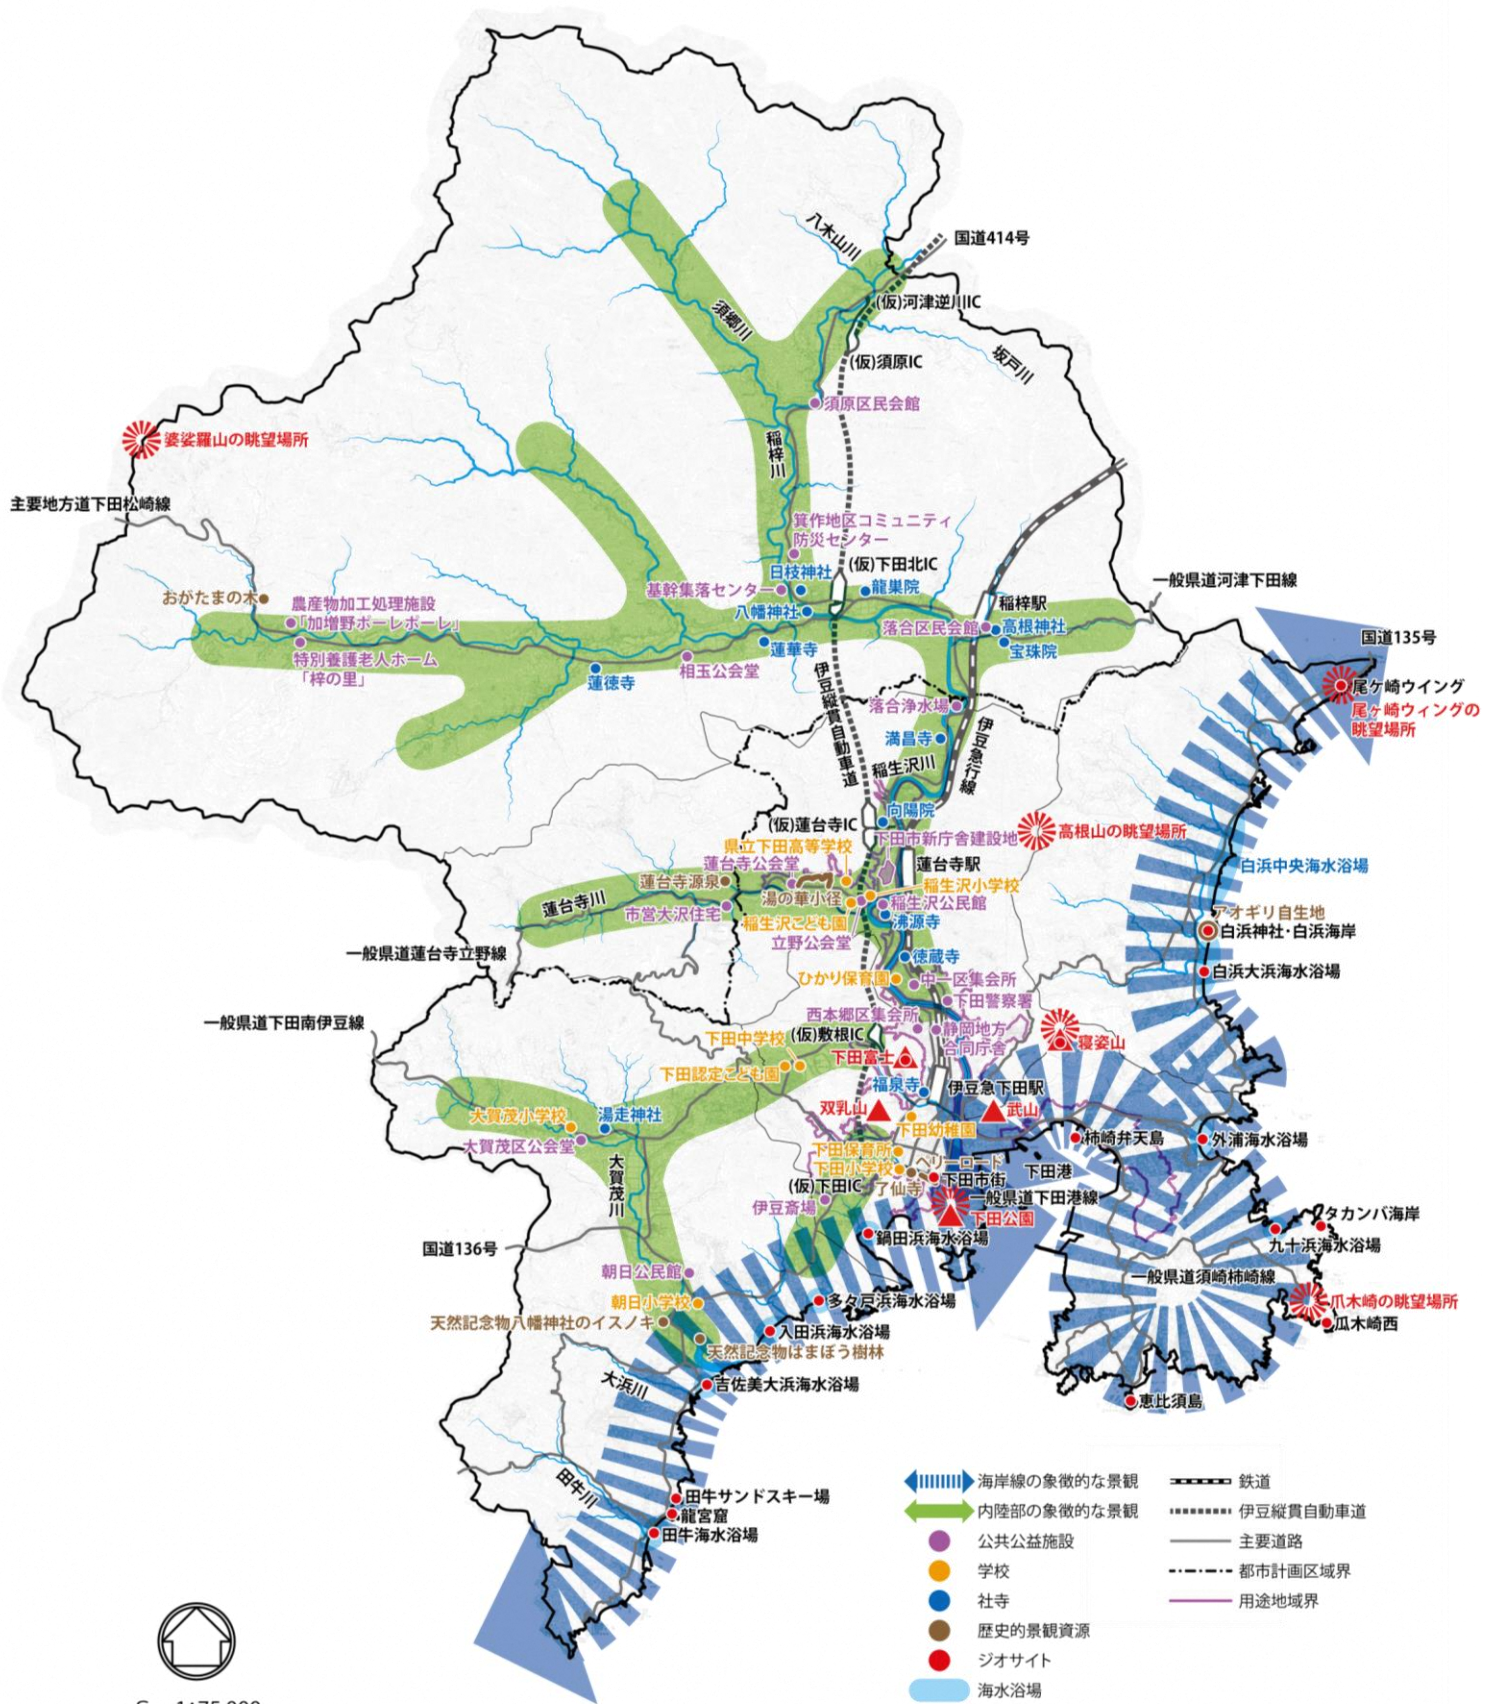 八木山川
国道414号
(仮)河津逆川IC
須郷川
坂戸川
(仮)須原IC
須原区民会館
婆娑羅山の眺望場所
稲梓川
主要地方道下田松崎線
箕作地区コミュニティ
防災センター
(仮)下田北IC
日枝神社
基幹集落センター
龍巣院
一般県道河津下田線
おがたまの木
農産物加工処理施設
「加増野ポーレポーレ」
八幡神社
稲梓駅
落合区民会館
高根神社
宝珠院
国道135号
特別養護老人ホーム
「梓の里」
蓮華寺
相玉公会堂
蓮徳寺
伊豆縦貫自動車道
尾ケ崎ウイング
尾ヶ崎ウィングの
眺望場所
落合浄水場
満昌寺
伊豆急行線
稲生沢川
向陽院
(仮)蓮台寺IC
下田市新庁舎建設地
高根山の眺望場所
県立下田高等学校
蓮台寺公会堂
蓮台寺駅
白浜中央海水浴場
蓮台寺源泉
稲生沢小学校
蓮台寺川
湯の華小径
稲生沢公民館
市営大沢住宅
アオギリ自生地
稲生沢こども園
沸源寺
白浜神社・白浜海岸
立野公会堂
一般県道蓮台寺立野線
徳蔵寺
白浜大浜海水浴場
ひかり保育園
中一区集会所
下田警察署
一般県道下田南伊豆線
西本郷区集会所
静岡地方
合同庁舎
下田中学校
(仮)敷根IC
寝姿山
下田富士
下田認定こども園
福泉寺
伊豆急下田駅
双乳山
武山
大賀茂小学校
湯走神社
下田幼稚園
大賀茂区公会堂
柿崎弁天島
外浦海水浴場
下田保育所
ペリーロード
下田小学校
大賀茂川
下田港
下田市街
(仮)下田IC
了仙寺
一般県道下田港線
伊豆斎場
下田公園
タカンバ海岸
鍋田浜海水浴場
国道136号
九十浜海水浴場
朝日公民館
一般県道須崎柿崎線
朝日小学校
多々戸浜海水浴場
爪木崎の眺望場所
天然記念物八幡神社のイスノキ
瓜木崎西
入田浜海水浴場
天然記念物はまぼう樹林
大浜川
吉佐美大浜海水浴場
恵比須島
田牛川
田牛サンドスキー場
龍宮窟
田牛海水浴場
海岸線の象徴的な景観
鉄道
内陸部の象徴的な景観
伊豆縦貫自動車道
公共公益施設
主要道路
学校
都市計画区域界
社寺
用途地域界
歴史的景観資源
ジオサイト
海水浴場